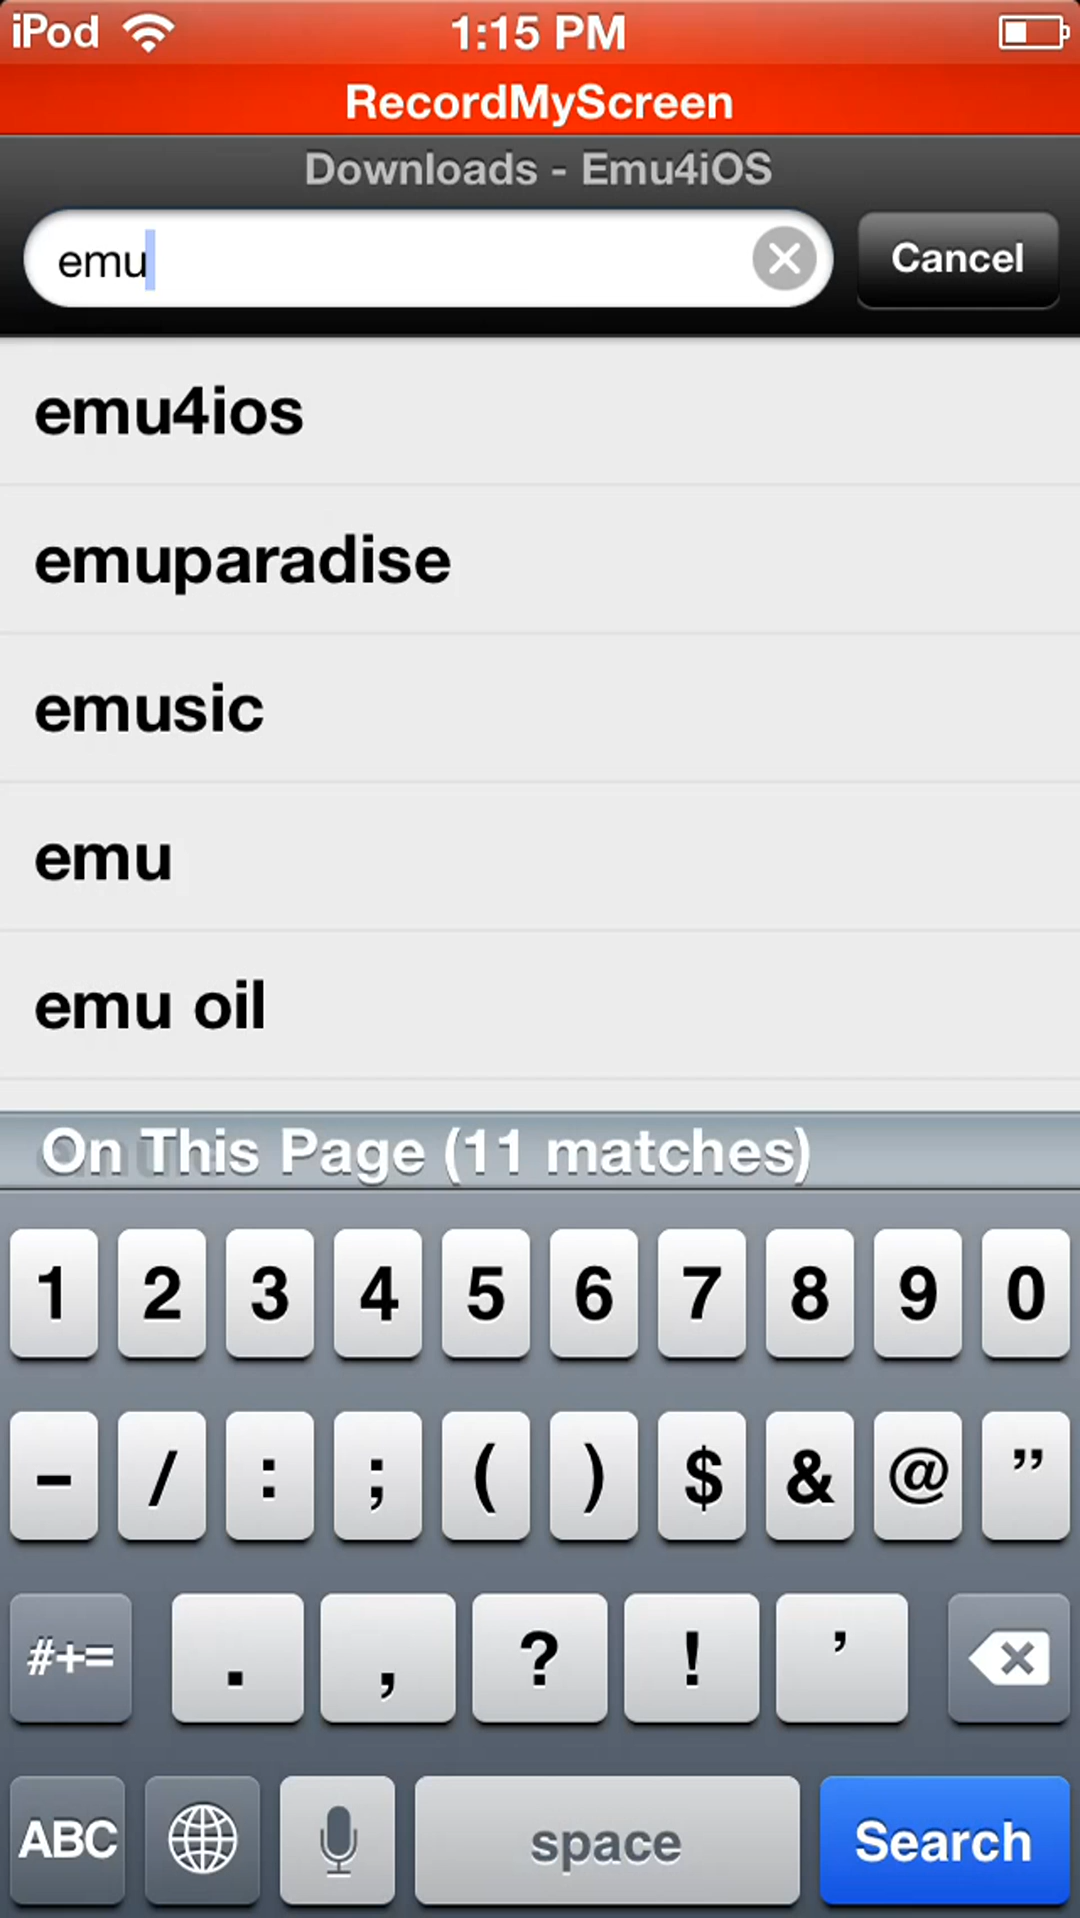 iPod 1:15 PM
RecordMyScreen
Downloads - Emu4iOS
emu Cancel
emu4ios
emuparadise
emusic
emu
emu oil
On This Page (11 matches)
1 2 3 4 5 6 7 8 9 0
- / : ; ( ) $ & @ ”
#+= . , ? ! ’
ABC space Search